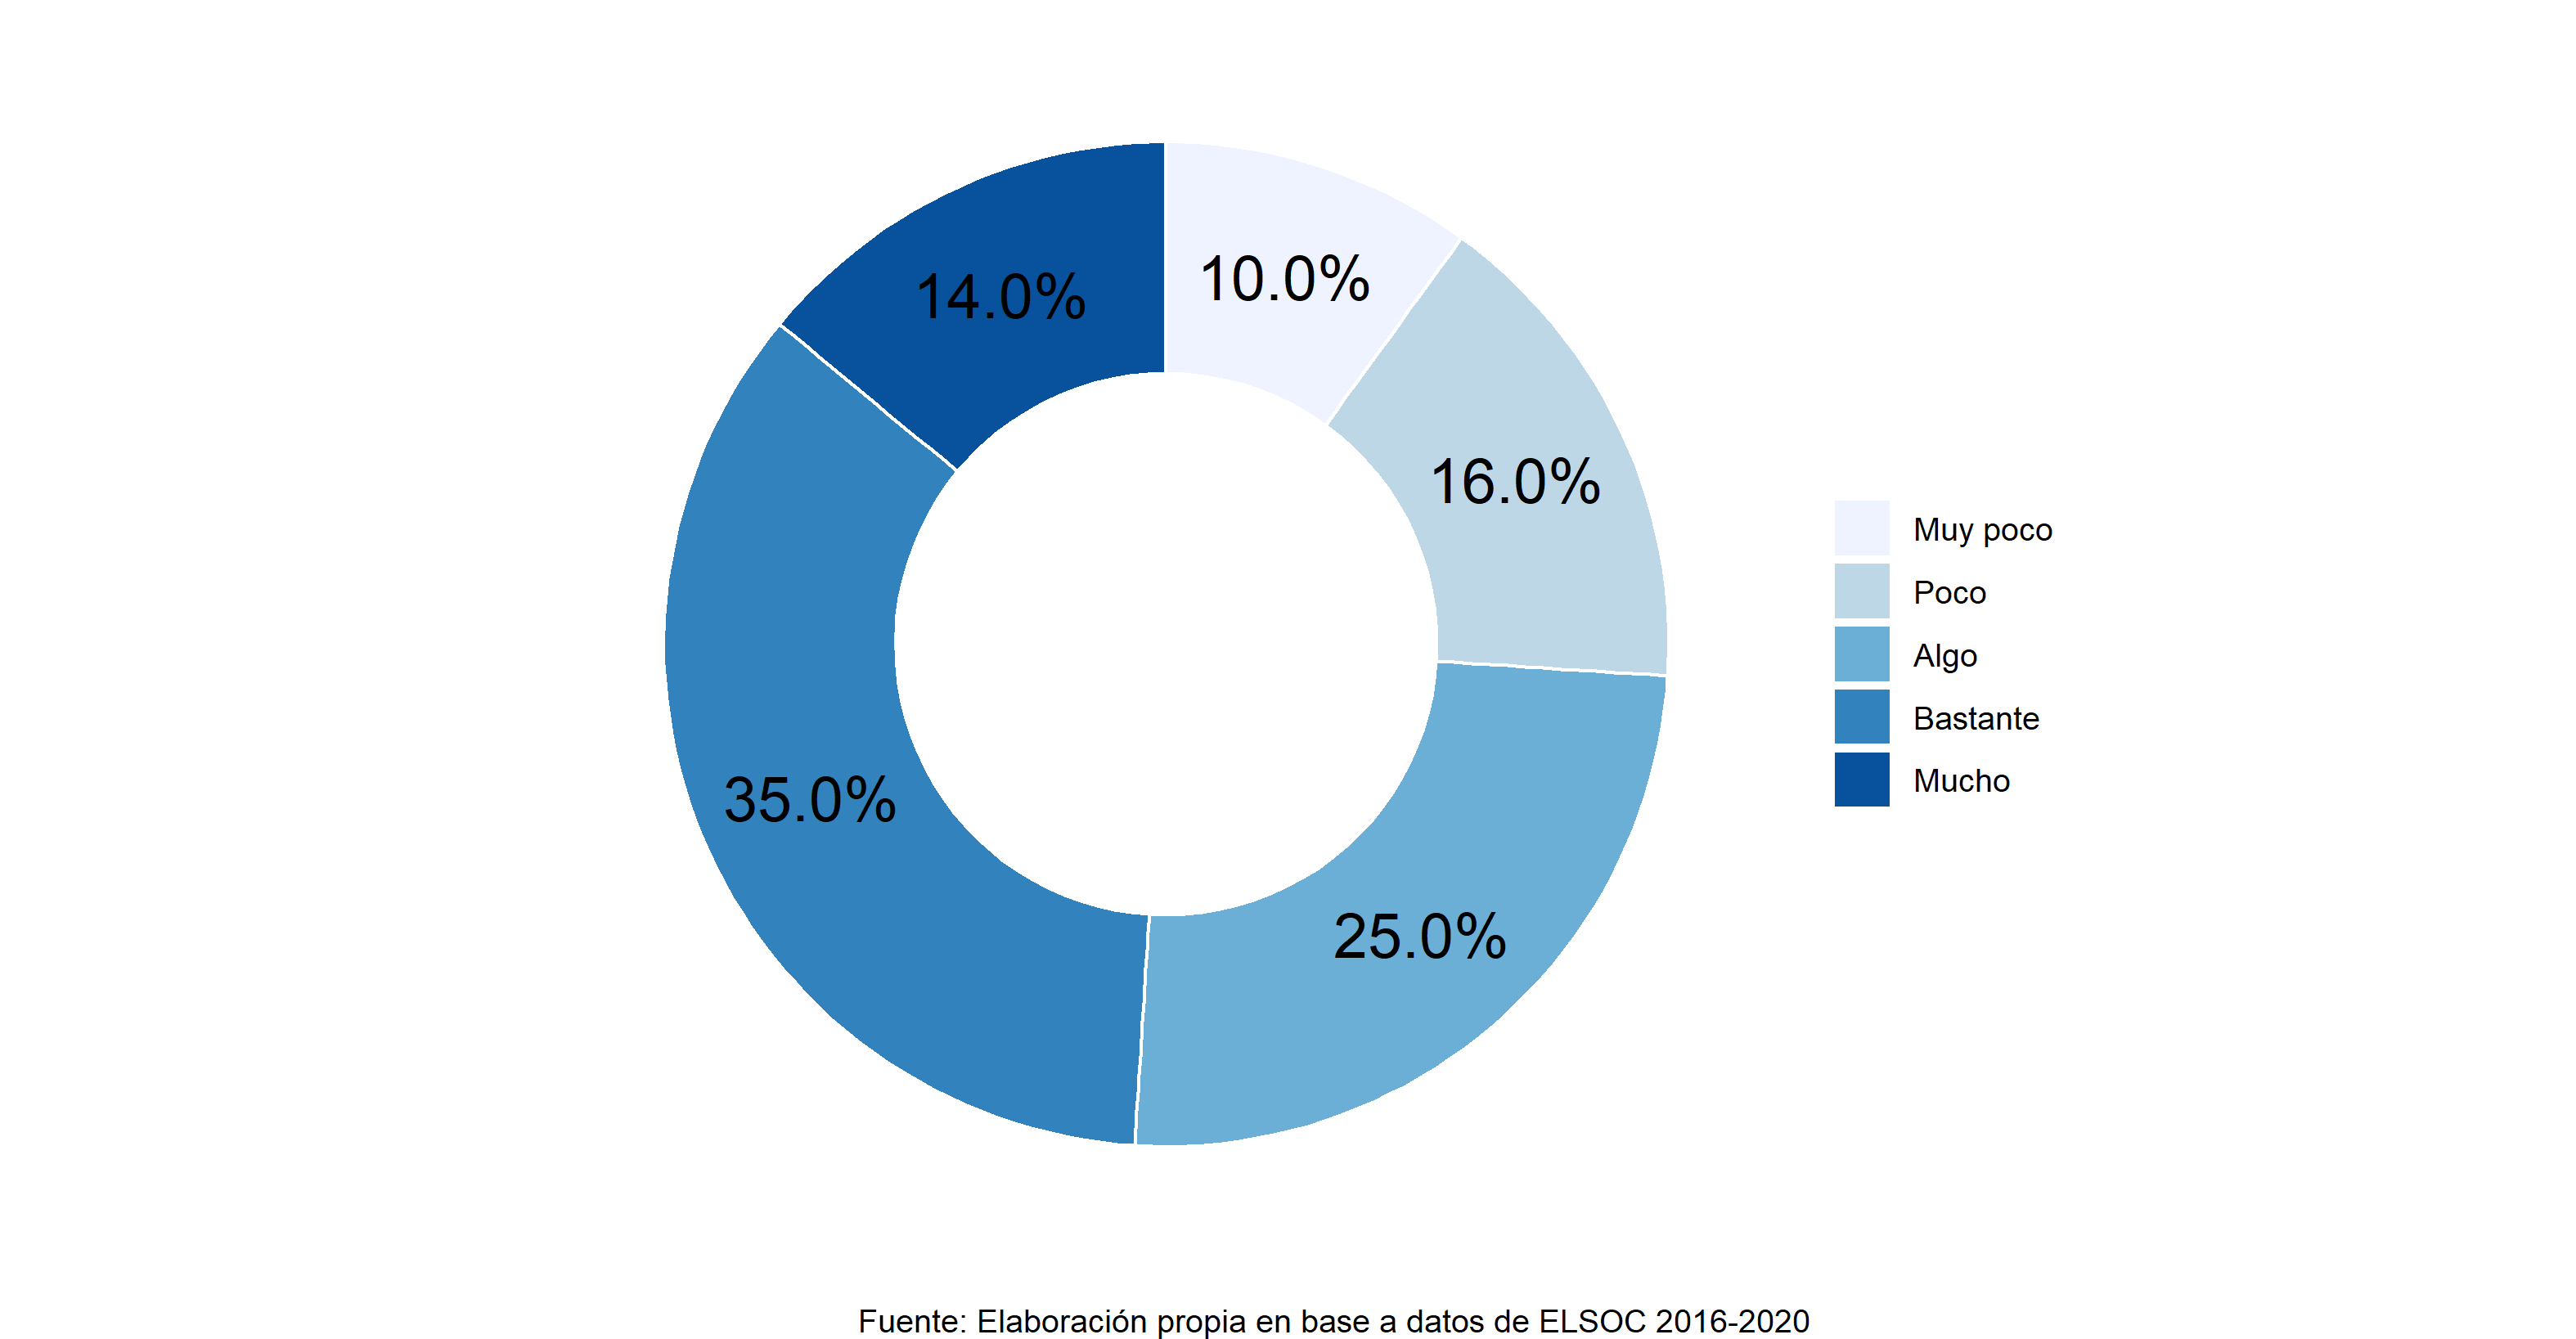 10.0%
14.0%
16.0%
35.0%
25.0%
Muy poco
Poco
Algo
Bastante
Mucho
Fuente: Elaboración propia en base a datos de ELSOC 2016-2020